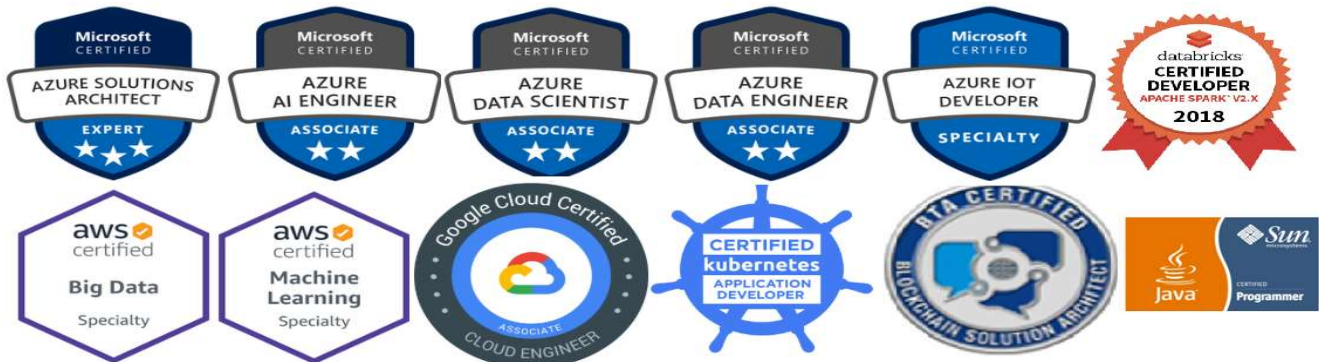 Microsoft
CERTIFIED
AZURE SOLUTIONS
ARCHITECT
EXPERT
Microsoft
CERTIFIED
AZURE
AI ENGINEER
ASSOCIATE
Microsoft
CERTIFIED
AZURE
DATA SCIENTIST
ASSOCIATE
Microsoft
CERTIFIED
AZURE
DATA ENGINEER
ASSOCIATE
Microsoft
CERTIFIED
AZURE IOT
DEVELOPER
SPECIALTY
databricks
CERTIFIED
DEVELOPER
APACHE SPARK™ V2.X
2018
aws
certified
Big Data
Specialty
aws
certified
Machine
Learning
Specialty
Google Cloud Certified
ASSOCIATE
CLOUD ENGINEER
CERTIFIED
kubernetes
APPLICATION
DEVELOPER
BTA CERTIFIED
BLOCKCHAIN SOLUTION ARCHITECT
Java
Sun
microsystems
CERTIFIED
Programmer